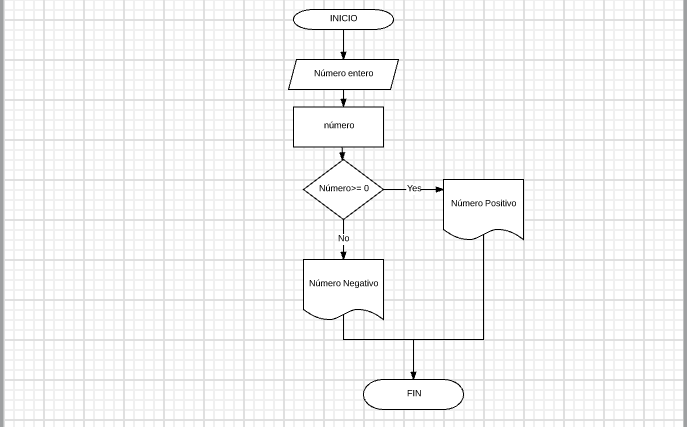 INICIO
Número entero
número
Número>= 0
Yes
Número Positivo
No
Número Negativo
FIN